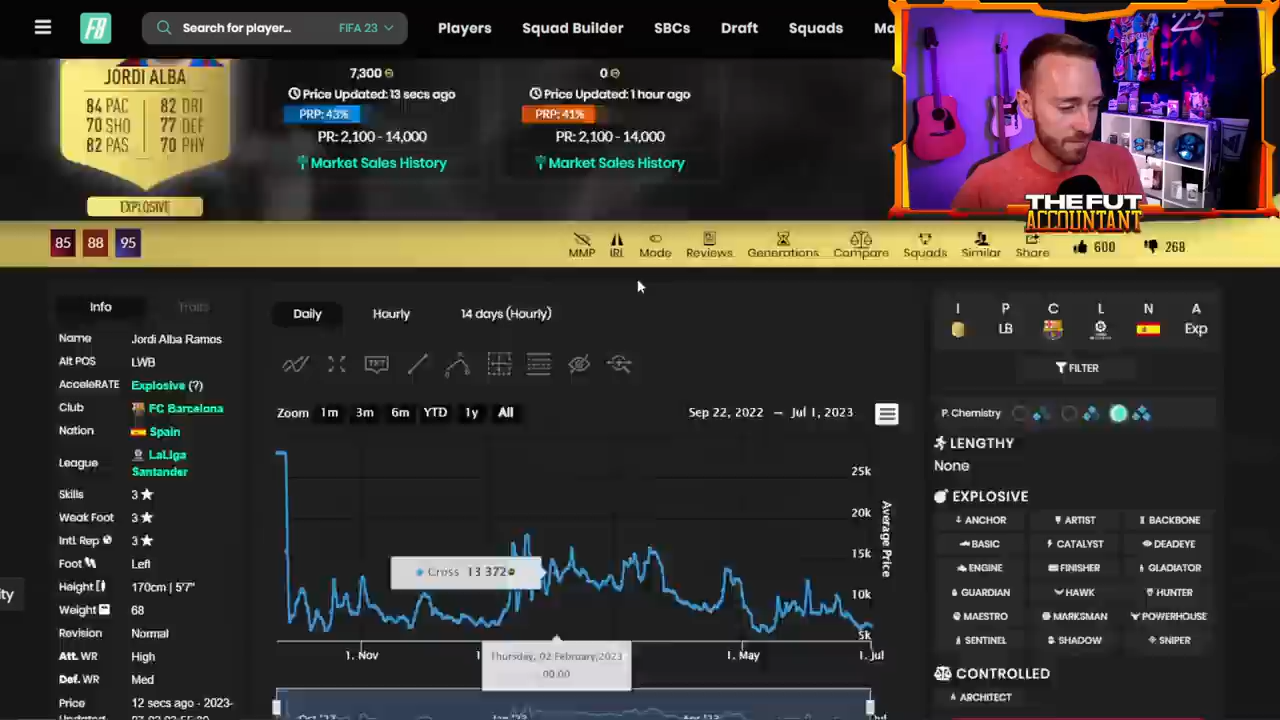 FB
Search for player...
FIFA 23
Players
Squad Builder
SBCs
Draft
Squads
THE FUT
ACCOUNTANT
JORDI ALBA
84 PAC
82 DRI
70 SHO
77 DEF
82 PAS
70 PHY
EXPLOSIVE
7,300
Price Updated: 13 secs ago
PRP: 43%
PR: 2,100 - 14,000
Market Sales History
0
Price Updated: 1 hour ago
PRP: 41%
PR: 2,100 - 14,000
Market Sales History
85
88
95
MMP
IRL
Mode
Reviews
Generations
Compare
Squads
Similar
Share
600
268
Info
Traits
Name
Jordi Alba Ramos
Alt POS
LWB
AcceleRATE
Explosive (?)
Club
FC Barcelona
Nation
Spain
League
LaLiga
Santander
Skills
3
Weak Foot
3
Intl Rep
3
Foot
Left
Height
170cm | 5'7"
Weight
68
Revision
Normal
Att. WR
High
Def. WR
Med
Price
12 secs ago - 2023-
Daily
Hourly
14 days (Hourly)
TXT
Zoom
1m
3m
6m
YTD
1y
All
Sep 22, 2022 — Jul 1, 2023
25k
20k
15k
10k
5k
Average Price
Cross 13 372
1. Nov
1. May
1. Jul
Thursday, 02 February, 2023
00:00
I
P
C
L
N
A
LB
Exp
FILTER
P. Chemistry
LENGTHY
None
EXPLOSIVE
ANCHOR
ARTIST
BACKBONE
BASIC
CATALYST
DEADEYE
ENGINE
FINISHER
GLADIATOR
GUARDIAN
HAWK
HUNTER
MAESTRO
MARKSMAN
POWERHOUSE
SENTINEL
SHADOW
SNIPER
CONTROLLED
ARCHITECT